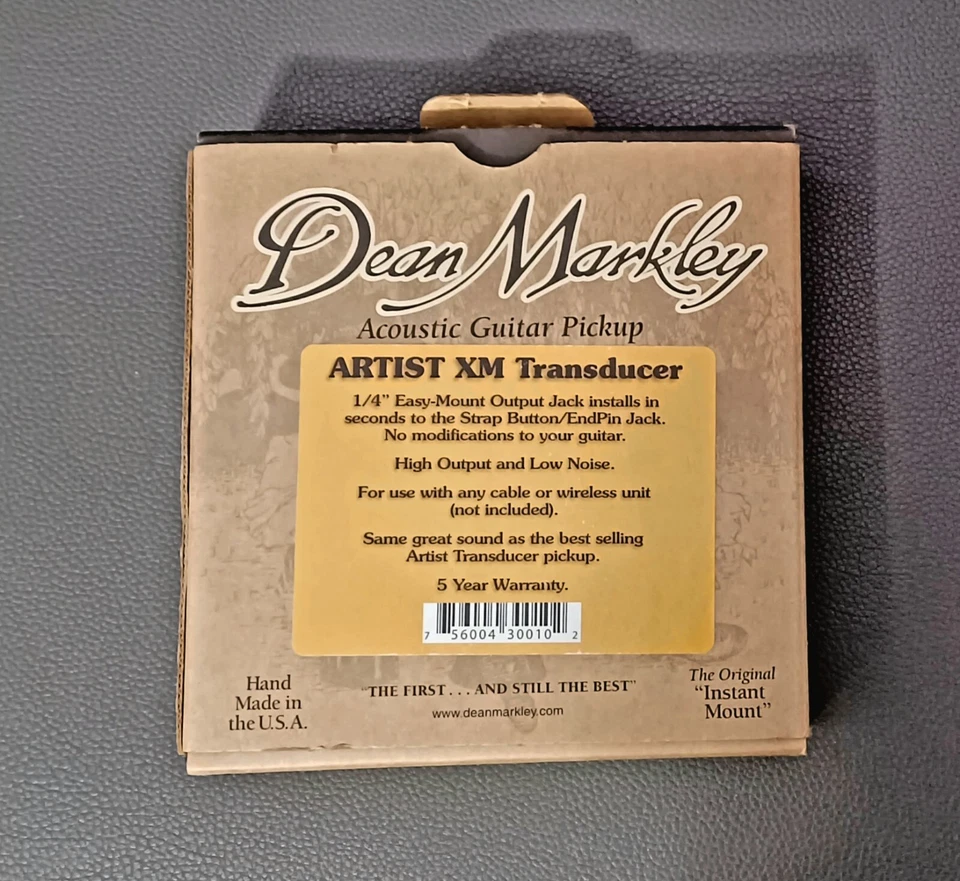 Dean Markley
Acoustic Guitar Pickup
ARTIST XM Transducer
1/4" Easy-Mount Output Jack installs in
seconds to the Strap Button/EndPin Jack.
No modifications to your guitar.
High Output and Low Noise.
For use with any cable or wireless unit
(not included).
Same great sound as the best selling
Artist Transducer pickup.
5 Year Warranty.
7 56004 30010 2
Hand
Made in
the U.S.A.
"THE FIRST . . . AND STILL THE BEST"
www.deanmarkley.com
The Original
"Instant
Mount"